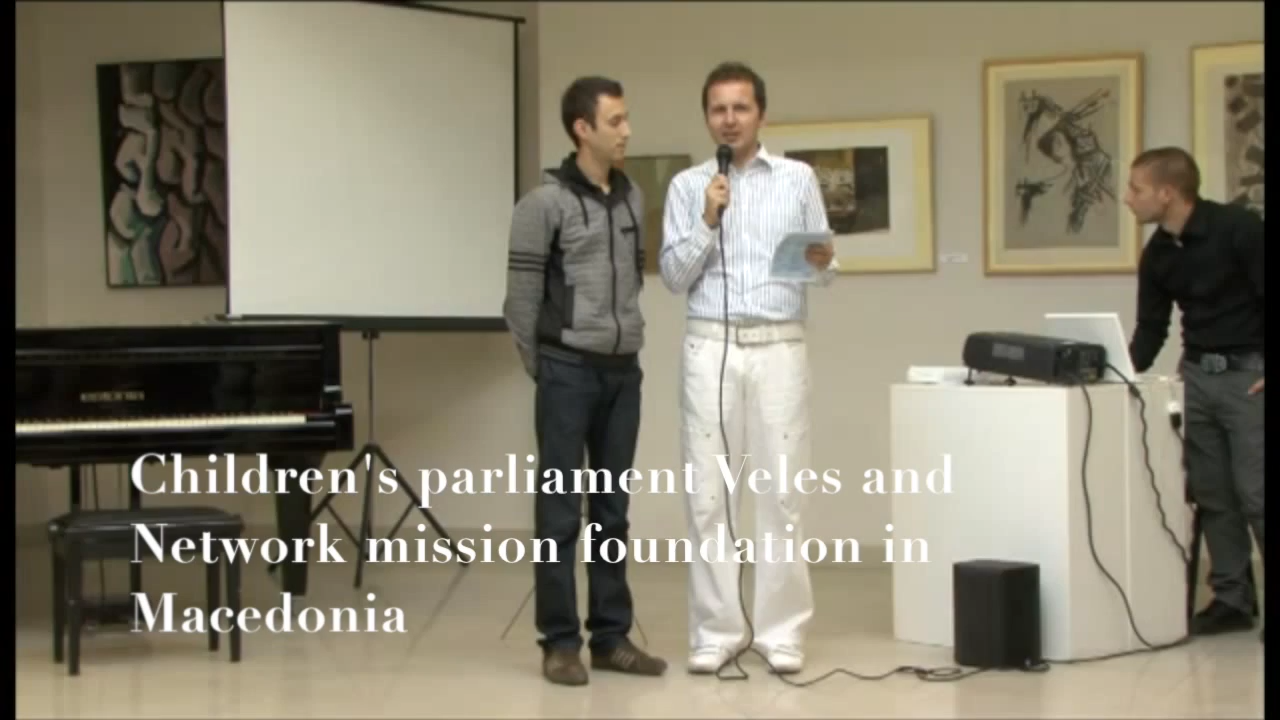 Children's parliament Veles and
Network mission foundation in
Macedonia